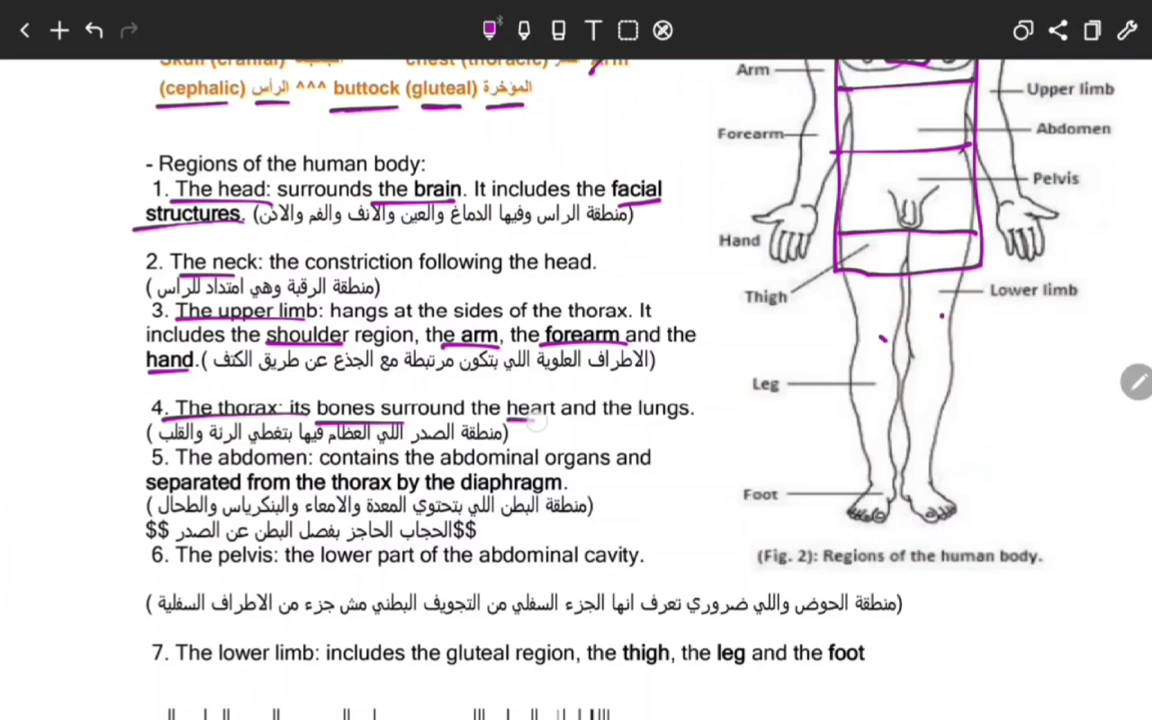 T
Skull (cranial) chest (thoracic) arm
(cephalic) الرأس ^^^ buttock (gluteal) المؤخرة
- Regions of the human body:
1. The head: surrounds the brain. It includes the facial
structures. (منطقة الراس وفيها الدماغ والعين والانف والفم والاذن)
2. The neck: the constriction following the head.
(منطقة الرقبة وهي امتداد للرأس)
3. The upper limb: hangs at the sides of the thorax. It
includes the shoulder region, the arm, the forearm and the
hand.(الاطراف العلوية اللي بتكون مرتبطة مع الجذع عن طريق الكتف)
4. The thorax: its bones surround the heart and the lungs.
(منطقة الصدر اللي العظام فيها بتغطي الرئة والقلب)
5. The abdomen: contains the abdominal organs and
separated from the thorax by the diaphragm.
(منطقة البطن اللي بتحتوي المعدة والامعاء والبنكرياس والطحال)
$$الحجاب الحاجز بفصل البطن عن الصدر $$
6. The pelvis: the lower part of the abdominal cavity.
(منطقة الحوض واللي ضروري تعرف انها الجزء السفلي من التجويف البطني مش جزء من الاطراف السفلية)
7. The lower limb: includes the gluteal region, the thigh, the leg and the foot
Arm
Upper limb
Abdomen
Forearm
Pelvis
Hand
Thigh
Lower limb
Leg
Foot
(Fig. 2): Regions of the human body.